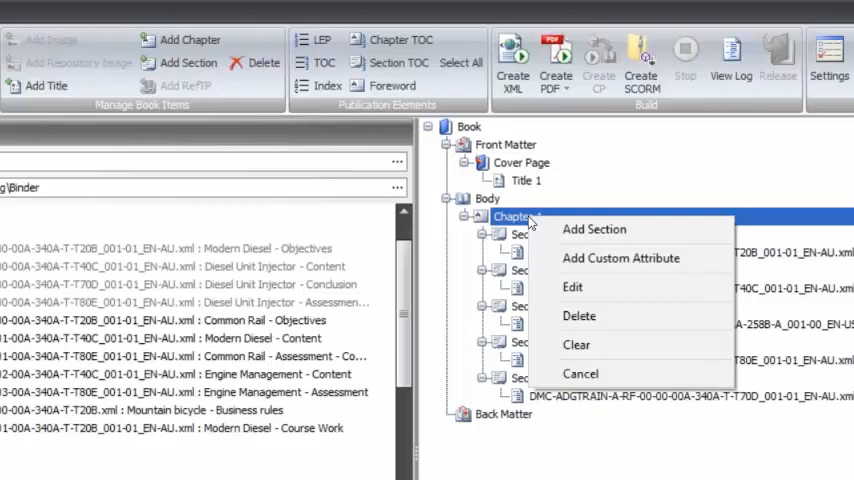 Add Image
Add Repository Image
Add Title
Add Chapter
Add Section
Add RefTP
Delete
Manage Book Items
LEP
TOC
Index
Chapter TOC
Section TOC
Foreword
Select All
Publication Elements
Create XML
PDF
Create PDF
Create CP
Create SCORM
Stop
View Log
Release
Build
Settings
g\Binder
00-00A-340A-T-T20B_001-01_EN-AU.xml : Modern Diesel - Objectives
00-00A-340A-T-T40C_001-01_EN-AU.xml : Diesel Unit Injector - Content
00-00A-340A-T-T70D_001-01_EN-AU.xml : Diesel Unit Injector - Conclusion
00-00A-340A-T-T80E_001-01_EN-AU.xml : Diesel Unit Injector - Assessmen...
01-00A-340A-T-T20B_001-01_EN-AU.xml : Common Rail - Objectives
01-00A-340A-T-T40C_001-01_EN-AU.xml : Modern Diesel - Content
01-00A-340A-T-T80E_001-01_EN-AU.xml : Common Rail - Assessment - Co...
02-00A-340A-T-T40C_001-01_EN-AU.xml : Engine Management - Content
03-00A-340A-T-T80E_001-01_EN-AU.xml : Engine Management - Assessment
00-00A-340A-T-T20B.xml : Mountain bicycle - Business rules
01-00A-340A-T-T20B_001-01_EN-AU.xml : Modern Diesel - Course Work
Book
Front Matter
Cover Page
Title 1
Body
Chapter 1
Sec
T20B_001-01_EN-AU.xml
Sec
T40C_001-01_EN-AU.xml
Sec
A-258B-A_001-00_EN-US
Sec
T80E_001-01_EN-AU.xml
Sec
DMC-ADGTRAIN-A-RF-00-00-00A-340A-T-T70D_001-01_EN-AU.xml
Back Matter
Add Section
Add Custom Attribute
Edit
Delete
Clear
Cancel